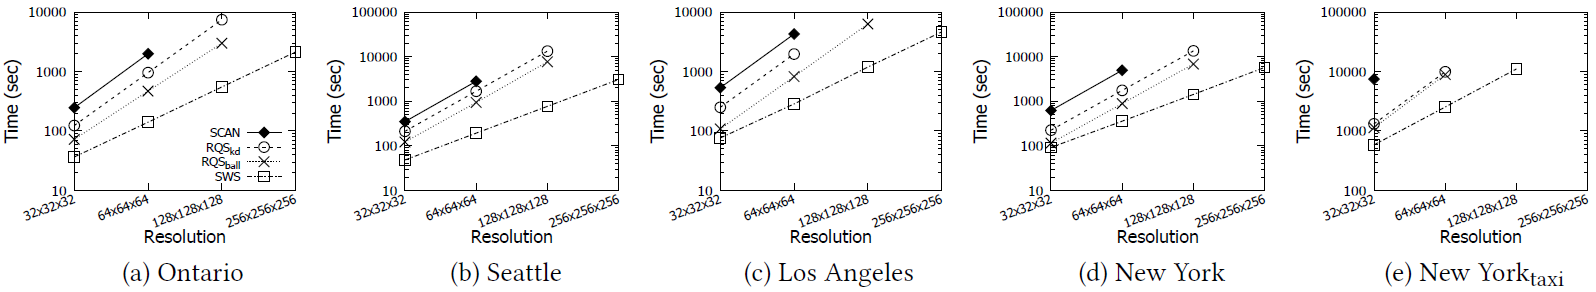 10000
1000
100
10
Time (sec)
SCAN
RQSkd
RQSball
SWS
32x32x32
64x64x64
128x128x128
256x256x256
Resolution
(a) Ontario
100000
10000
1000
100
10
Time (sec)
32x32x32
64x64x64
128x128x128
256x256x256
Resolution
(b) Seattle
10000
1000
100
10
Time (sec)
32x32x32
64x64x64
128x128x128
256x256x256
Resolution
(c) Los Angeles
100000
10000
1000
100
10
Time (sec)
32x32x32
64x64x64
128x128x128
256x256x256
Resolution
(d) New York
100000
10000
1000
100
Time (sec)
32x32x32
64x64x64
128x128x128
256x256x256
Resolution
(e) New Yorktaxi